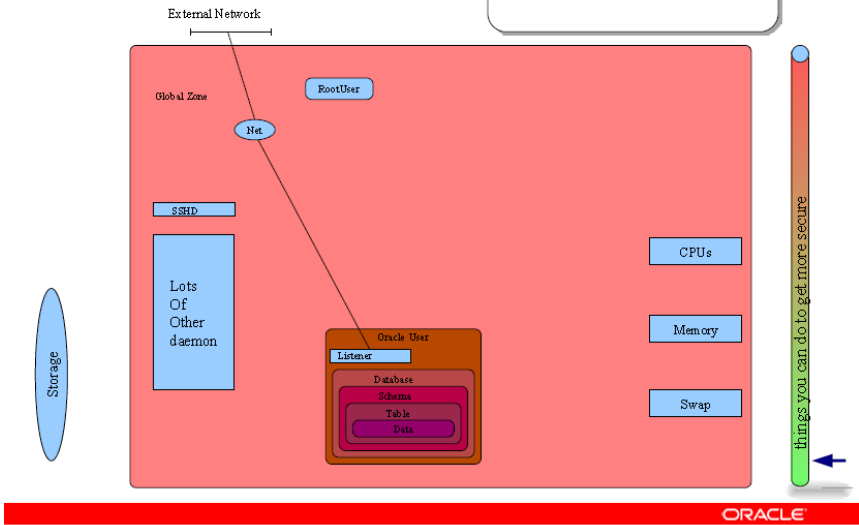 External Network
RootUser
Global Zone
Net
SSHD
Lots
Of
Other
daemon
CPUs
Memory
Swap
Storage
Oracle User
Listener
Database
Schema
Table
Data
things you can do to get more secure
ORACLE